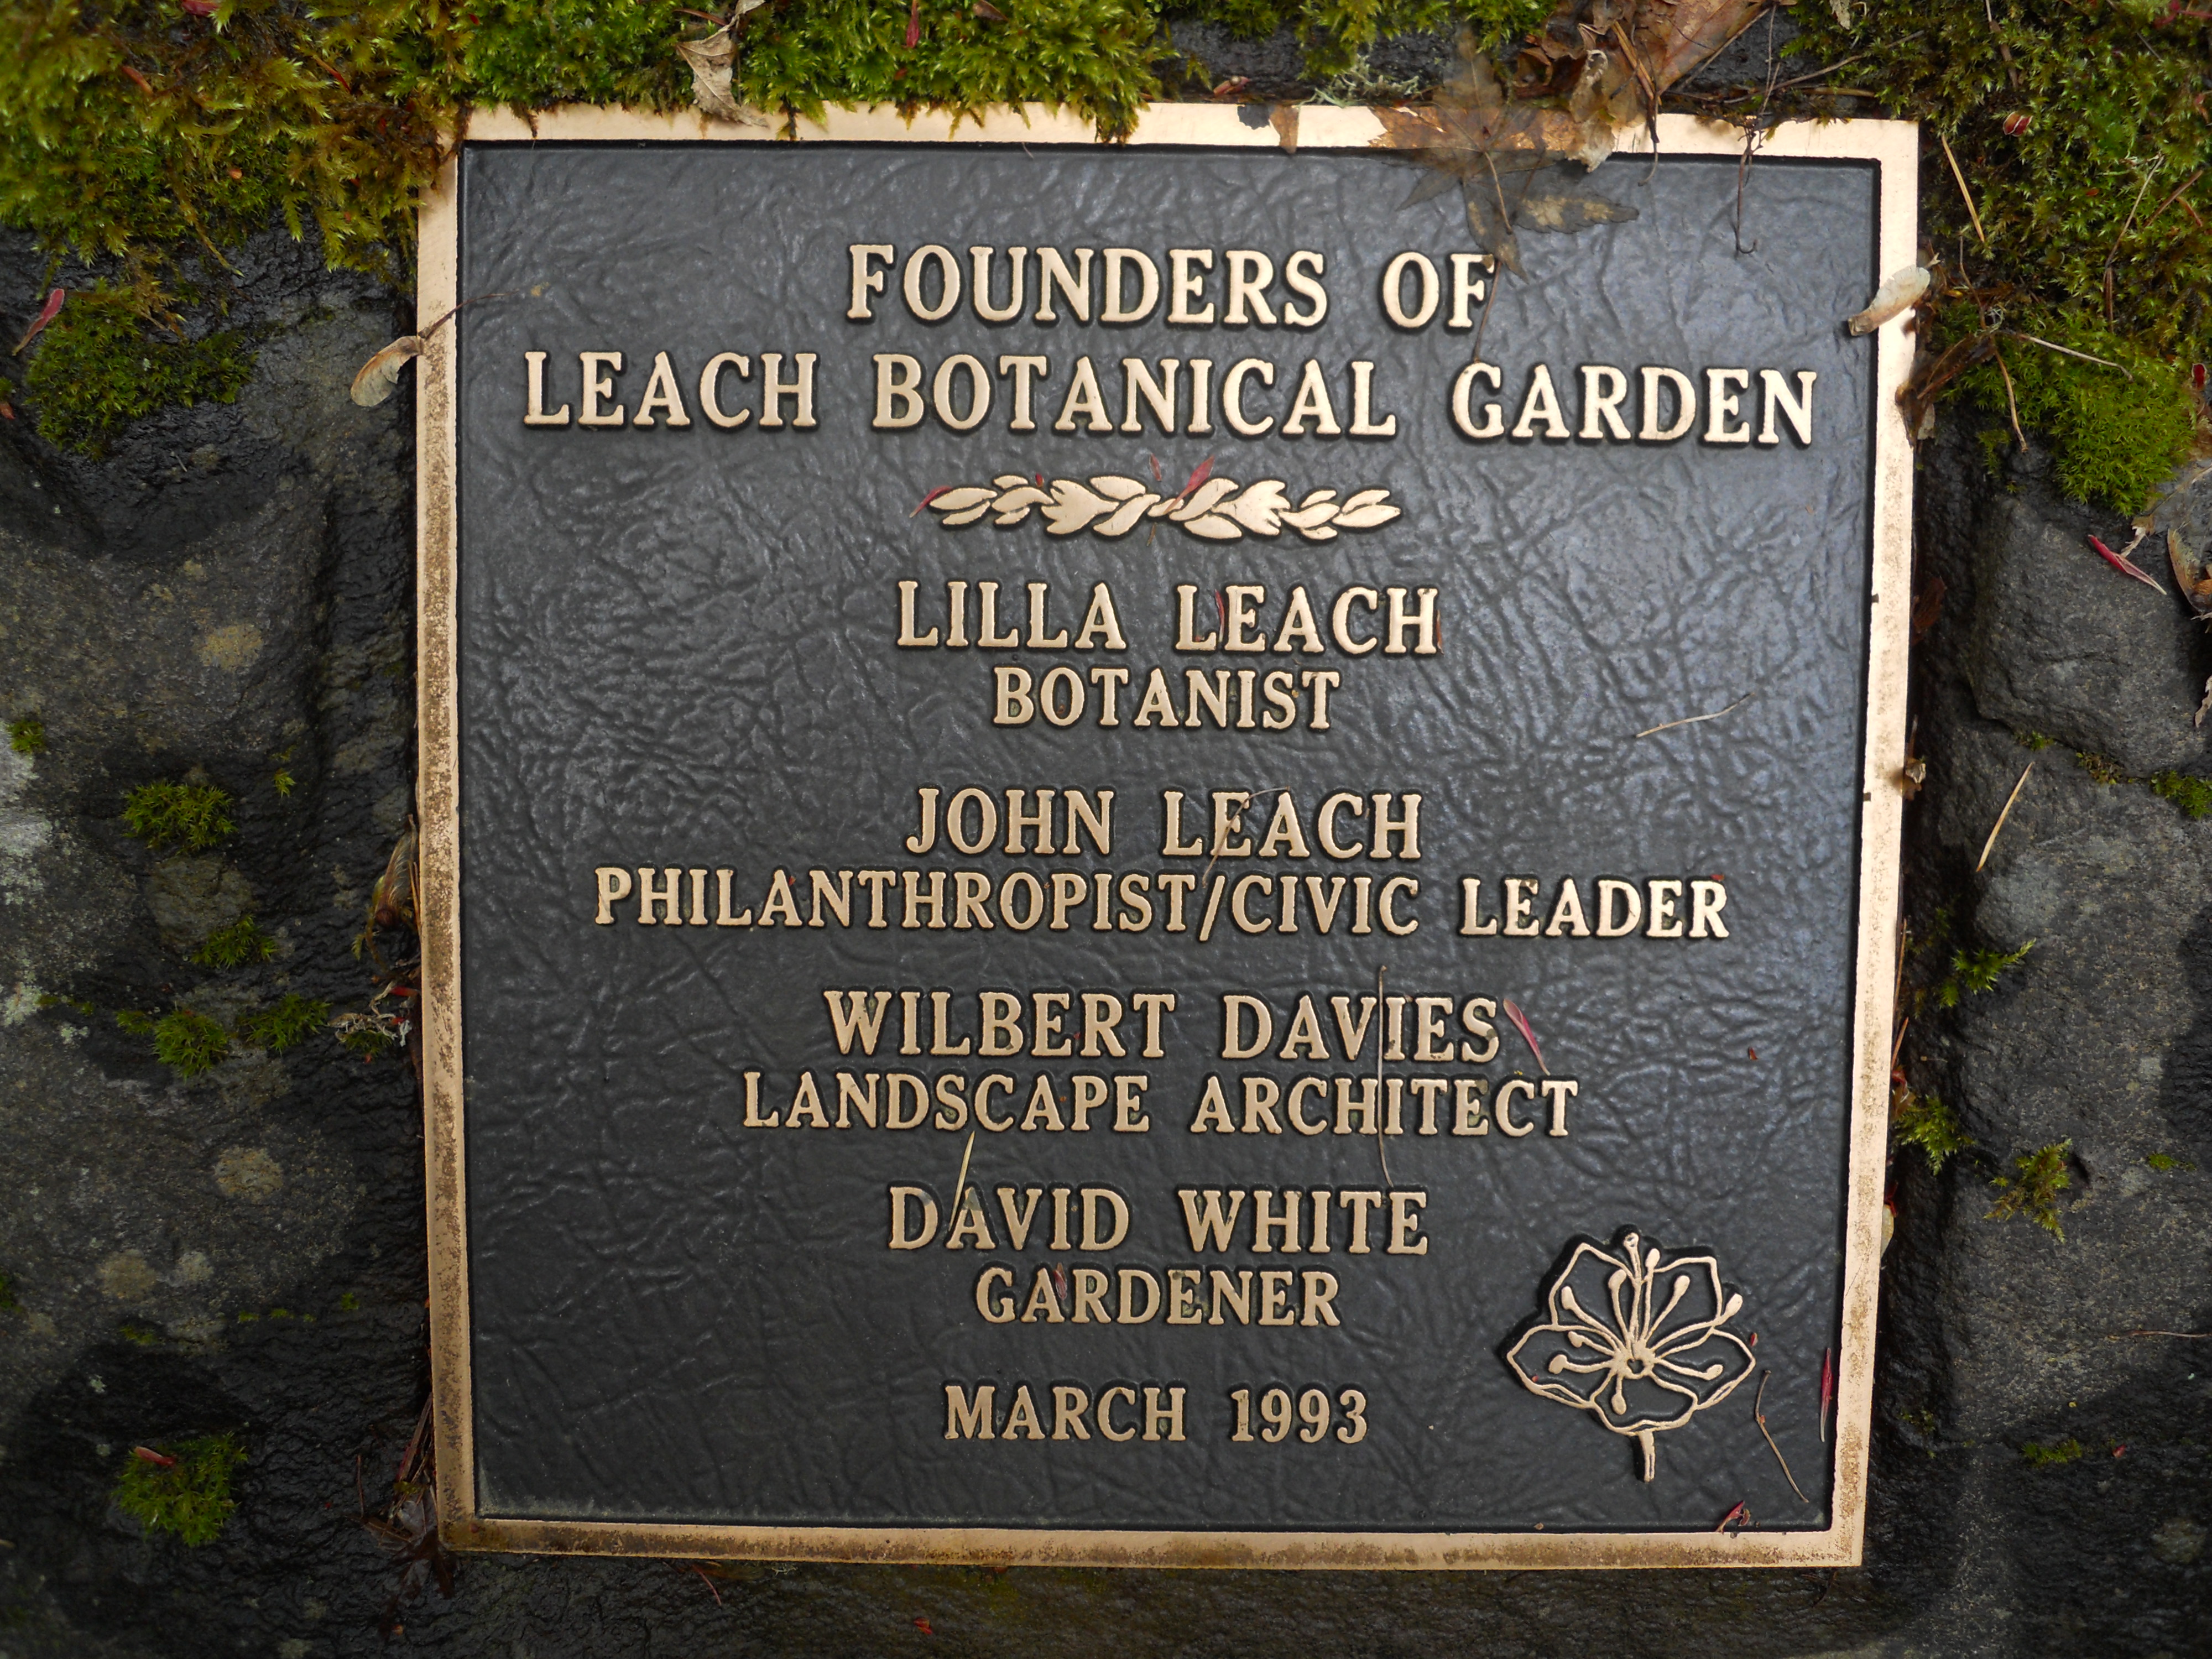 FOUNDERS OF
LEACH BOTANICAL GARDEN
LILLA LEACH
BOTANIST
JOHN LEACH
PHILANTHROPIST/CIVIC LEADER
WILBERT DAVIES
LANDSCAPE ARCHITECT
DAVID WHITE
GARDENER
MARCH 1993